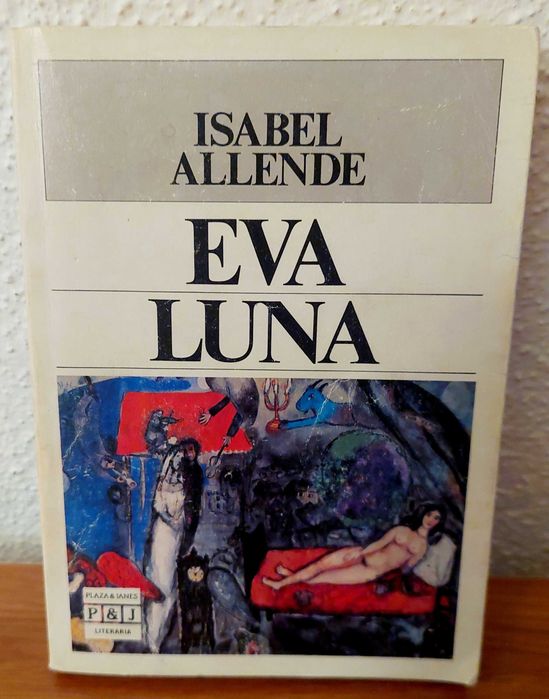 ISABEL
ALLENDE
EVA
LUNA
PLAZA & JANES
P & J
LITERARIA